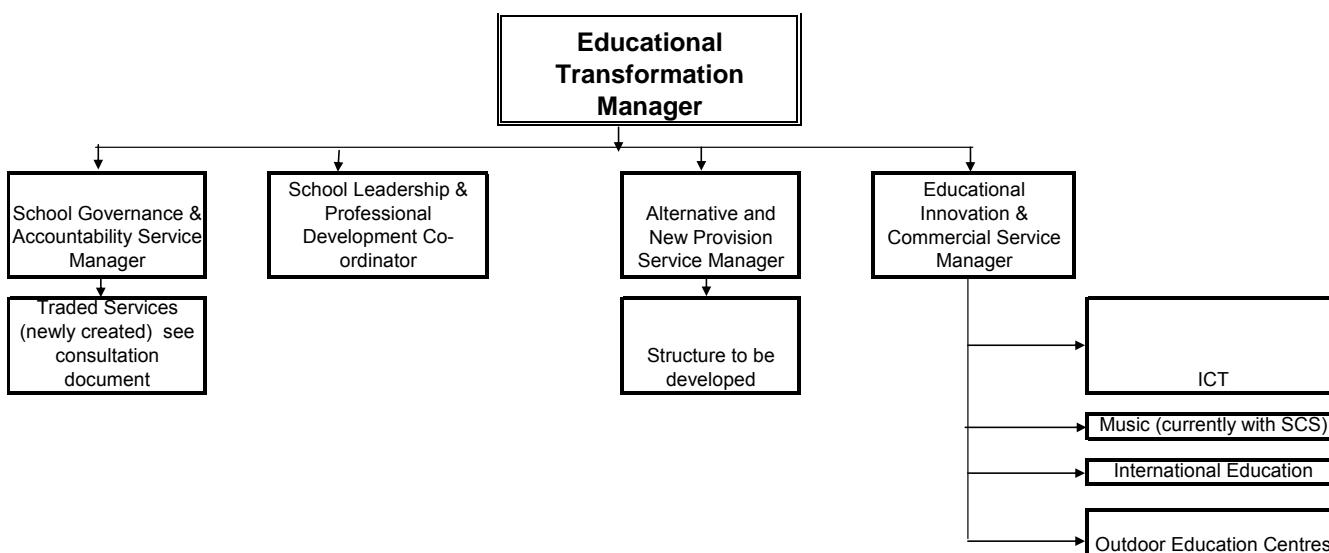 Educational
Transformation
Manager
School Governance &
Accountability Service
Manager
School Leadership &
Professional
Development Co-
ordinator
Alternative and
New Provision
Service Manager
Educational
Innovation &
Commercial Service
Manager
Traded Services
(newly created) see
consultation
document
Structure to be
developed
ICT
Music (currently with SCS)
International Education
Outdoor Education Centres